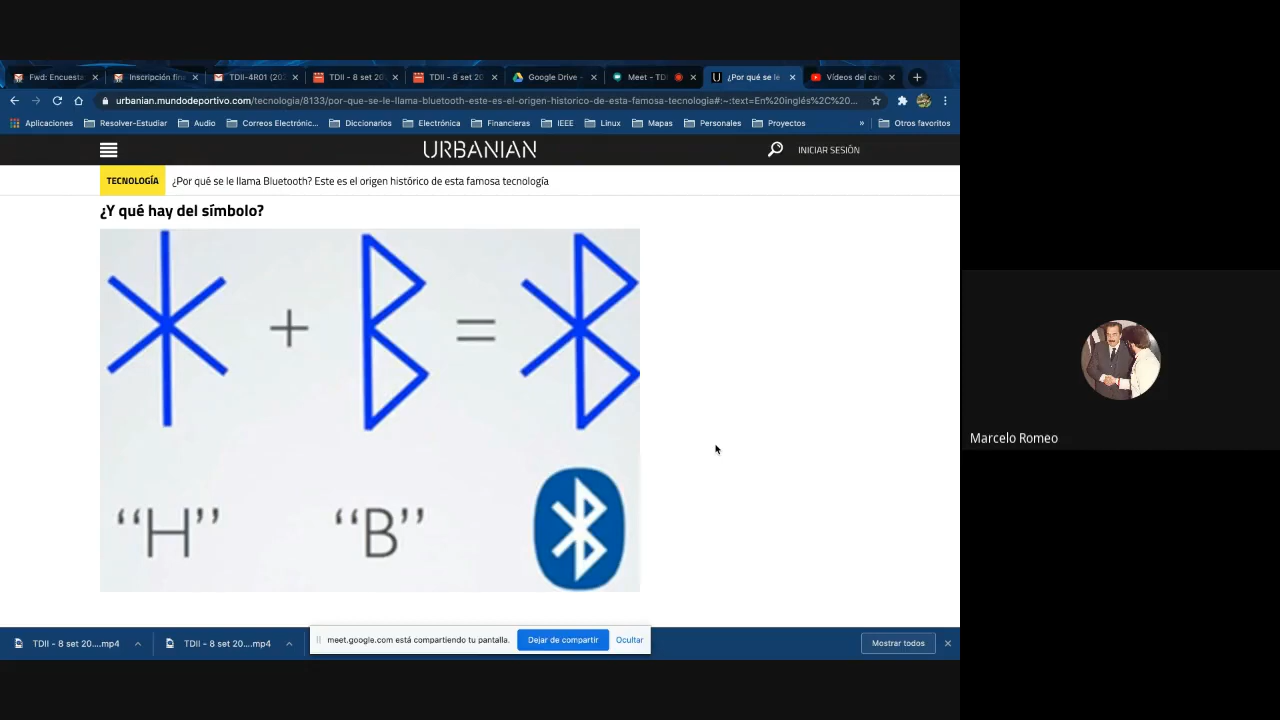 Fwd: Encuesta
Inscripción fina
TDII-4R01 (202
TDII - 8 set 20
TDII - 8 set 20
Google Drive -
Meet - TDI
¿Por qué se le
Vídeos del can
urbanian.mundodeportivo.com/tecnologia/8133/por-que-se-le-llama-bluetooth-este-es-el-origen-historico-de-esta-famosa-tecnologia#:~:text=En%20inglés%2C%20...
Aplicaciones
Resolver-Estudiar
Audio
Correos Electrónic...
Diccionarios
Electrónica
Financieras
IEEE
Linux
Mapas
Personales
Proyectos
»
Otros favoritos
URBANIAN
INICIAR SESIÓN
TECNOLOGÍA
¿Por qué se le llama Bluetooth? Este es el origen histórico de esta famosa tecnología
¿Y qué hay del símbolo?
+
=
“H”
“B”
Marcelo Romeo
TDII - 8 set 20....mp4
TDII - 8 set 20....mp4
meet.google.com está compartiendo tu pantalla.
Dejar de compartir
Ocultar
Mostrar todos